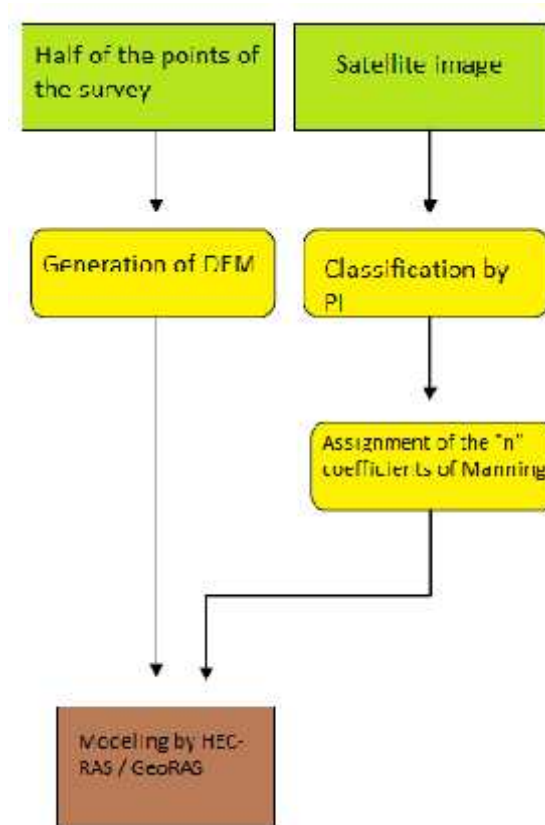 Half of the points of
the survey
Satellite image
Generation of DEM
Classification by
PI
Assignment of the "n"
coefficients of Manning
Modeling by HEC-
RAS / GeoRAS